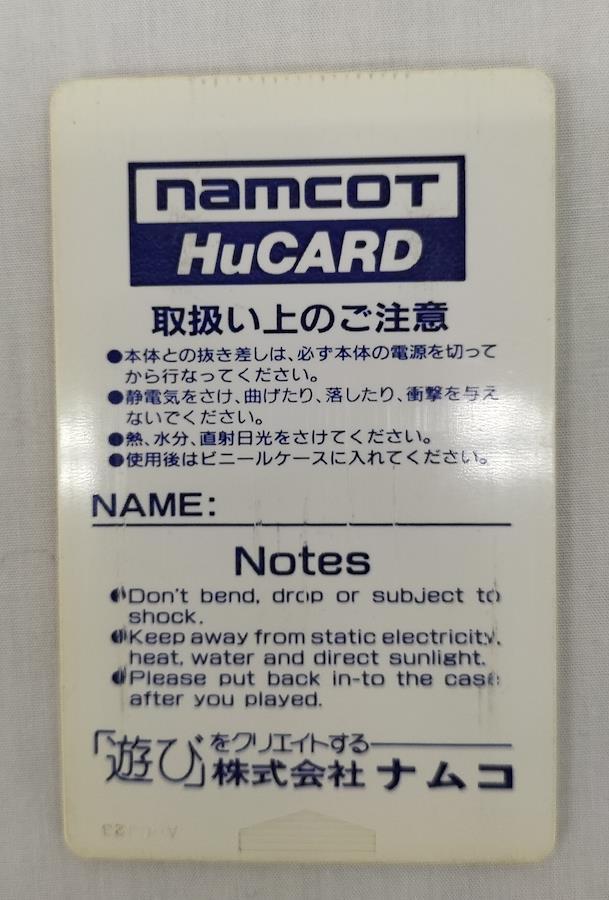 namcoT
HuCARD
取扱い上のご注意
●本体との抜き差しは、必ず本体の電源を切って
から行なってください。
●静電気をさけ、曲げたり、落したり、衝撃を与え
ないでください。
●熱、水分、直射日光をさけてください。
●使用後はビニールケースに入れてください。
NAME:
Notes
●Don't bend, drop or subject to
shock.
●Keep away from static electricity,
heat, water and direct sunlight.
●Please put back in-to the case
after you played.
「遊び」をクリエイトする
株式会社ナムコ